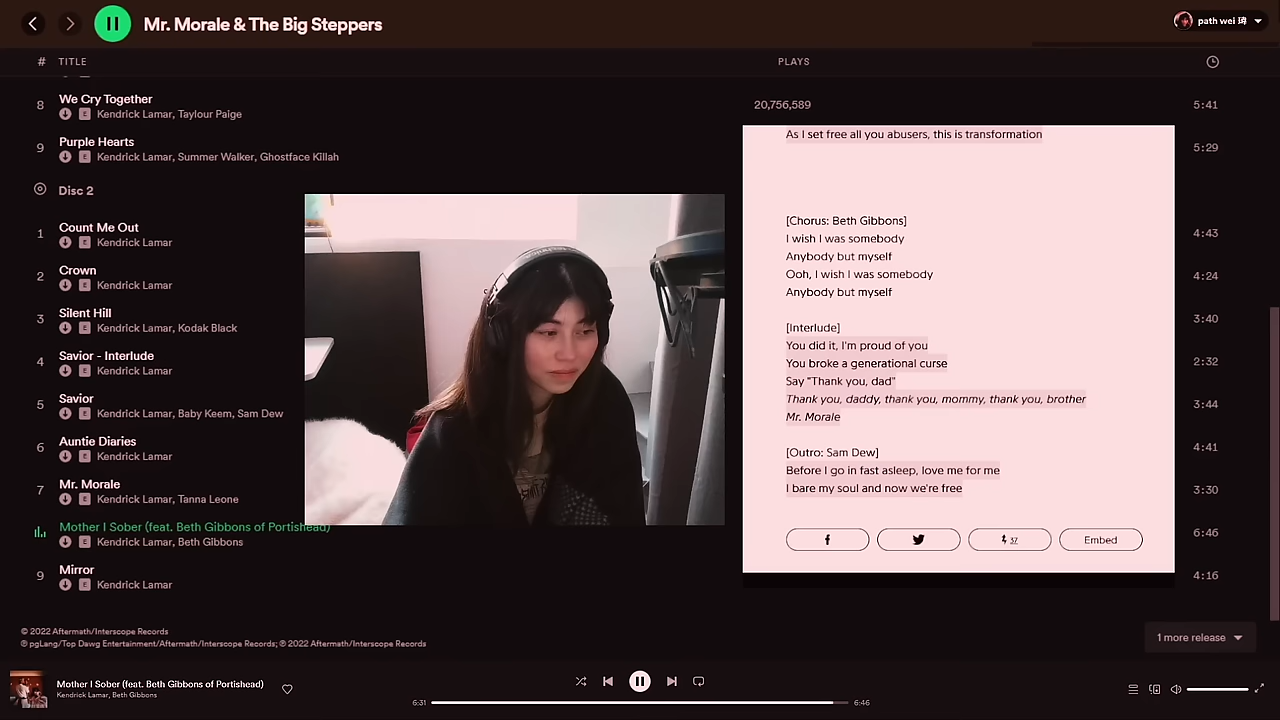 Mr. Morale & The Big Steppers
path wei 琦
# TITLE PLAYS
8 We Cry Together 20,756,589 5:41
E Kendrick Lamar, Taylour Paige
9 Purple Hearts 5:29
E Kendrick Lamar, Summer Walker, Ghostface Killah
Disc 2
1 Count Me Out 4:43
E Kendrick Lamar
2 Crown 4:24
E Kendrick Lamar
3 Silent Hill 3:40
E Kendrick Lamar, Kodak Black
4 Savior - Interlude 2:32
E Kendrick Lamar
5 Savior 3:44
E Kendrick Lamar, Baby Keem, Sam Dew
6 Auntie Diaries 4:41
E Kendrick Lamar
7 Mr. Morale 3:30
E Kendrick Lamar, Tanna Leone
Mother I Sober (feat. Beth Gibbons of Portishead) 6:46
E Kendrick Lamar, Beth Gibbons
9 Mirror 4:16
E Kendrick Lamar
As I set free all you abusers, this is transformation
[Chorus: Beth Gibbons]
I wish I was somebody
Anybody but myself
Ooh, I wish I was somebody
Anybody but myself
[Interlude]
You did it, I'm proud of you
You broke a generational curse
Say "Thank you, dad"
Thank you, daddy, thank you, mommy, thank you, brother
Mr. Morale
[Outro: Sam Dew]
Before I go in fast asleep, love me for me
I bare my soul and now we're free
37 Embed
© 2022 Aftermath/Interscope Records
℗ pgLang/Top Dawg Entertainment/Aftermath/Interscope Records; ℗ 2022 Aftermath/Interscope Records
1 more release
Mother I Sober (feat. Beth Gibbons of Portishead)
Kendrick Lamar, Beth Gibbons
6:31 6:46